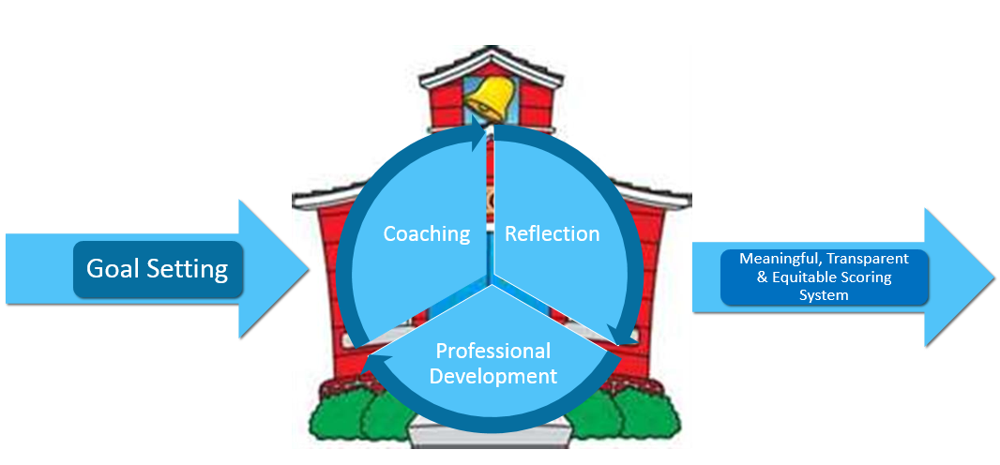 Goal Setting
Coaching
Reflection
Professional
Development
Meaningful, Transparent
& Equitable Scoring
System